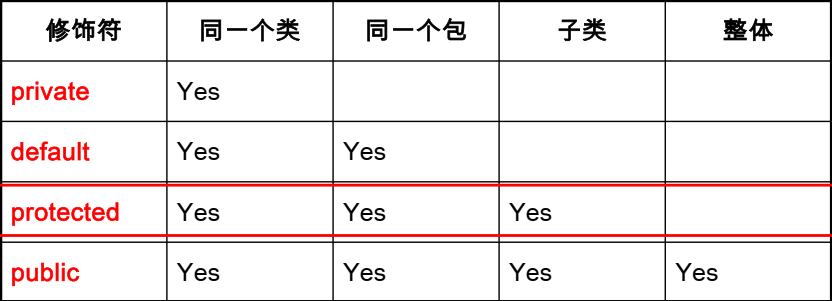 修饰符 同一个类 同一个包 子类 整体
private Yes
default Yes Yes
protected Yes Yes Yes
public Yes Yes Yes Yes